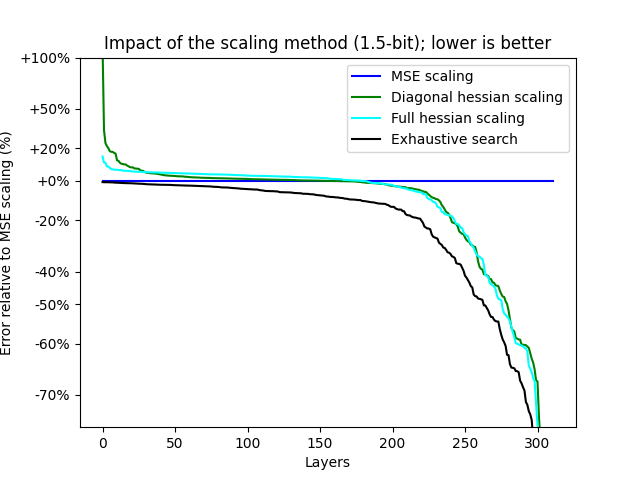 Impact of the scaling method (1.5-bit); lower is better
Error relative to MSE scaling (%)
+100%
+50%
+20%
+0%
-20%
-40%
-50%
-60%
-70%
MSE scaling
Diagonal hessian scaling
Full hessian scaling
Exhaustive search
0 50 100 150 200 250 300
Layers